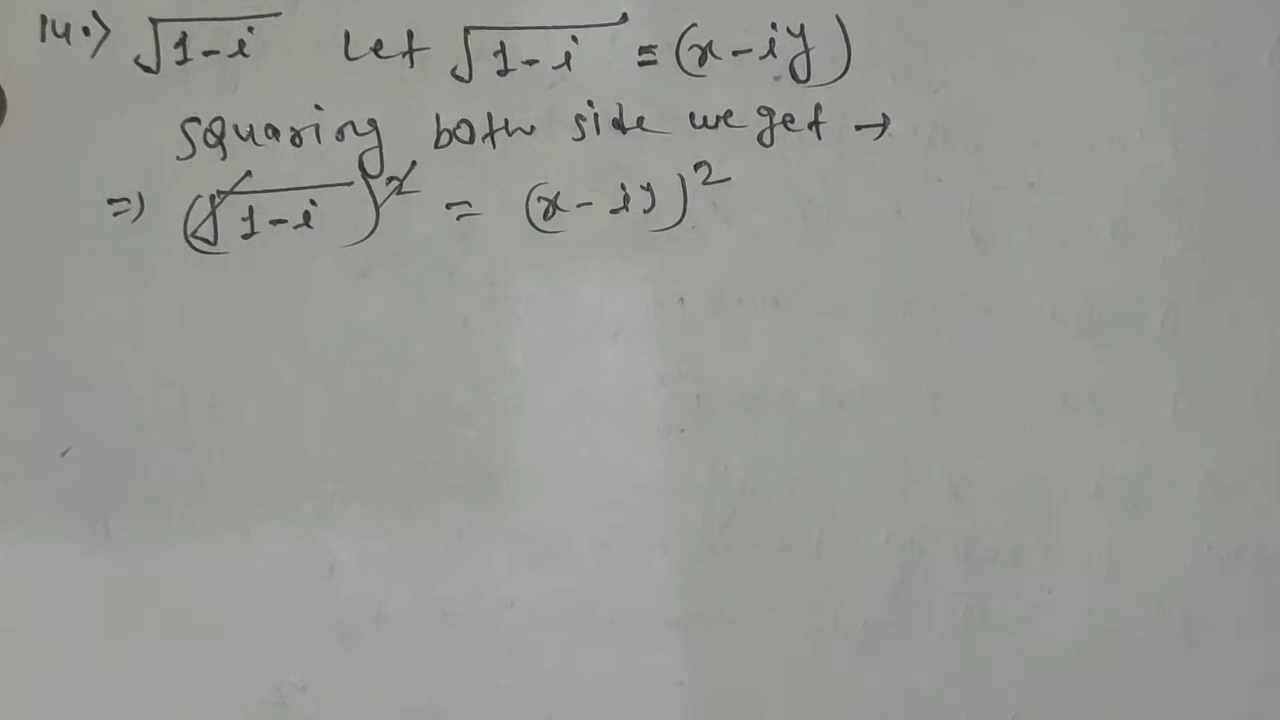 14.) √1-i Let √1-i = (x-iy)
squaring both side we get →
=) (√1-i)² = (x-iy)²